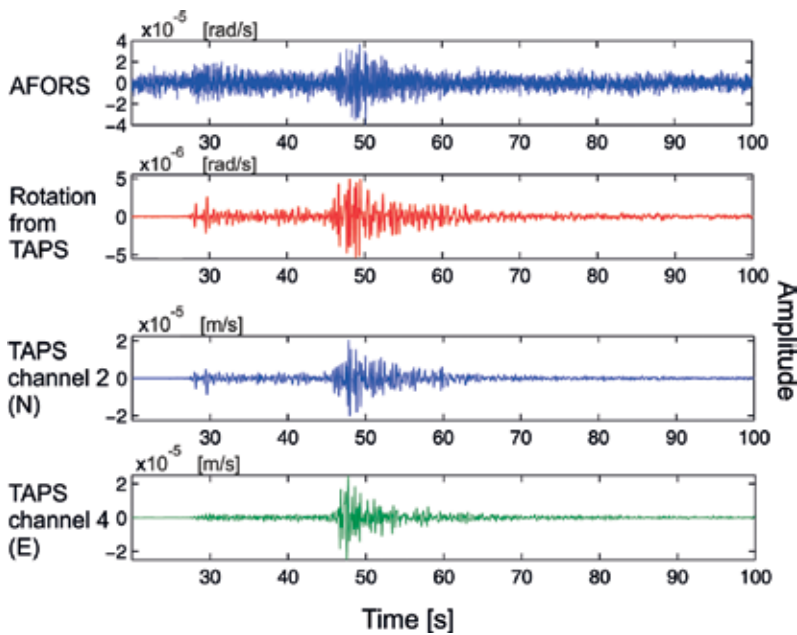 x10⁻⁵ [rad/s]
AFORS
4
2
0
−2
−4
30 40 50 60 70 80 90 100
x10⁻⁶ [rad/s]
Rotation
from
TAPS
5
0
−5
30 40 50 60 70 80 90 100
x10⁻⁵ [m/s]
TAPS
channel 2
(N)
2
0
−2
30 40 50 60 70 80 90 100
x10⁻⁵ [m/s]
TAPS
channel 4
(E)
2
0
−2
30 40 50 60 70 80 90 100
Time [s]
Amplitude